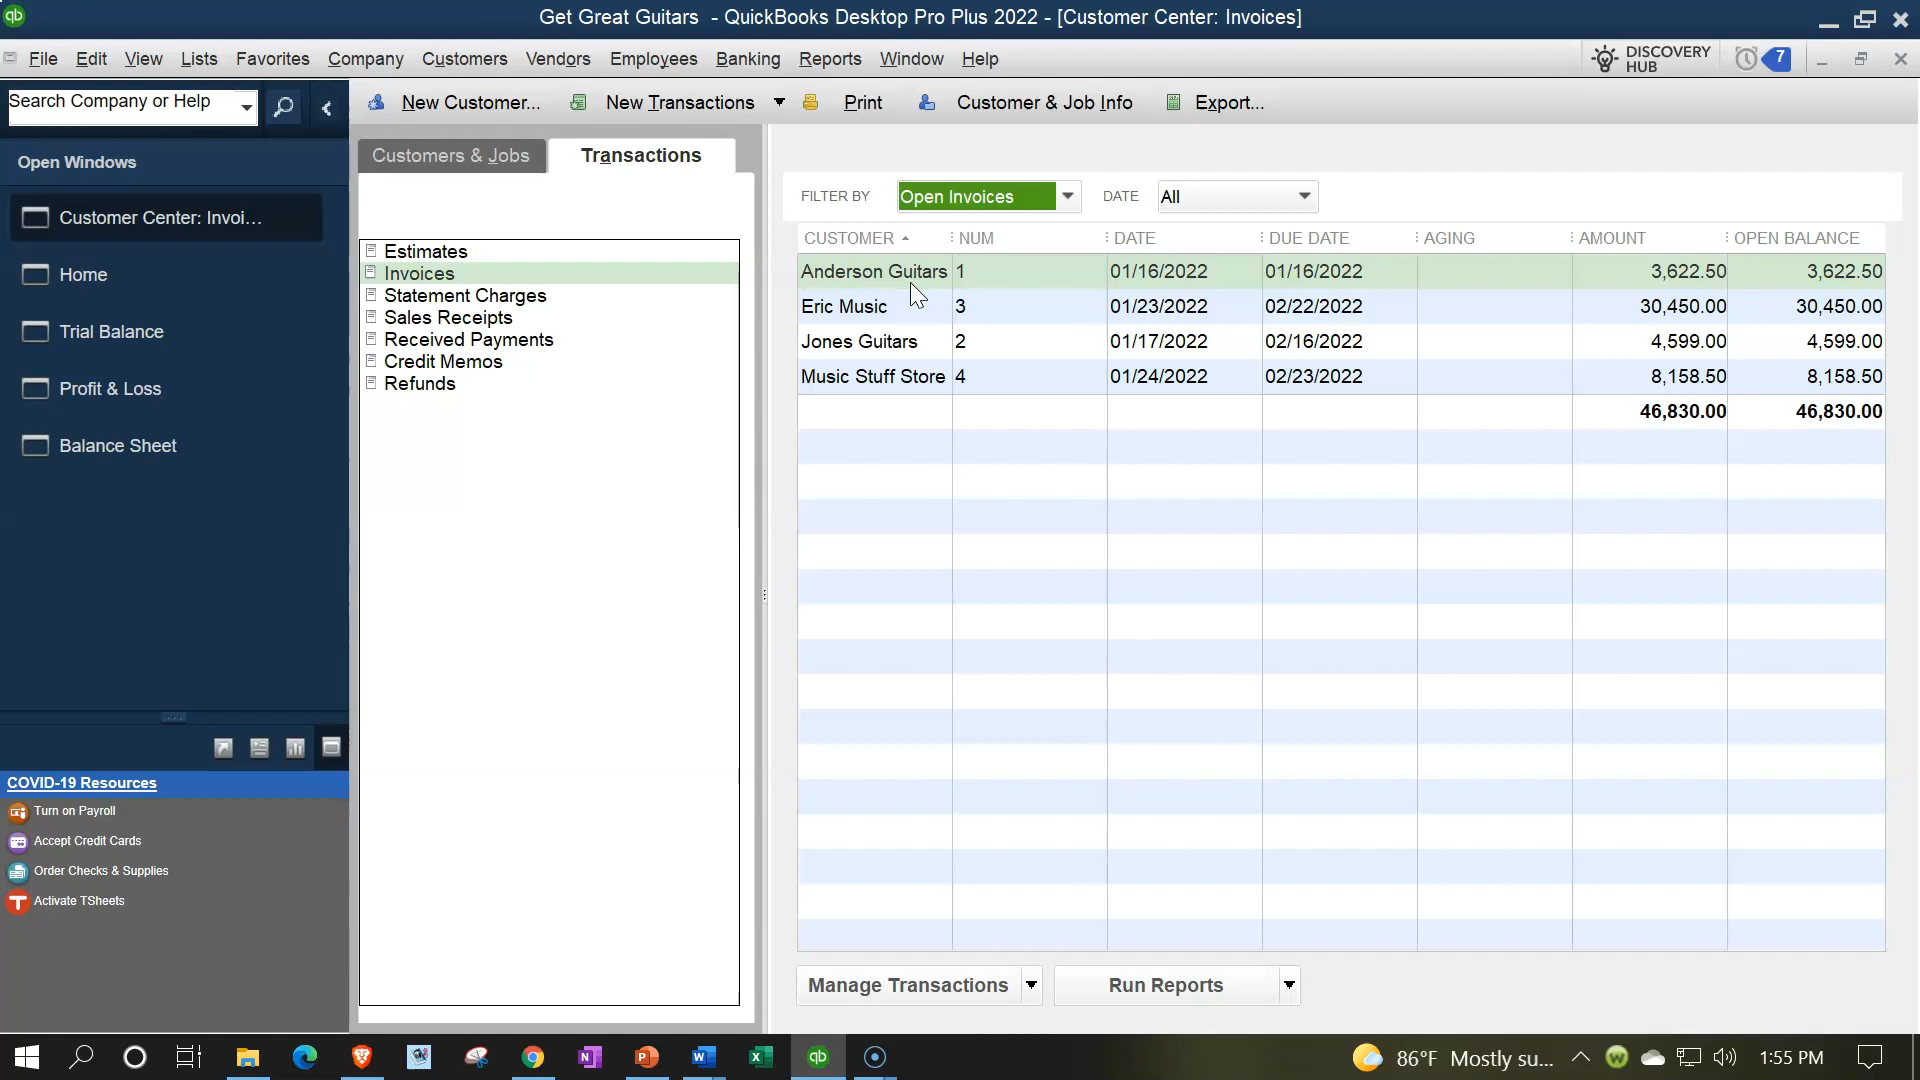 Get Great Guitars - QuickBooks Desktop Pro Plus 2022 - [Customer Center: Invoices]
File Edit View Lists Favorites Company Customers Vendors Employees Banking Reports Window Help
DISCOVERY HUB
7
Search Company or Help
New Customer... New Transactions Print Customer & Job Info Export...
Open Windows
Customer Center: Invoi...
Home
Trial Balance
Profit & Loss
Balance Sheet
COVID-19 Resources
Turn on Payroll
Accept Credit Cards
Order Checks & Supplies
Activate TSheets
Customers & Jobs Transactions
Estimates
Invoices
Statement Charges
Sales Receipts
Received Payments
Credit Memos
Refunds
FILTER BY Open Invoices DATE All
CUSTOMER NUM DATE DUE DATE AGING AMOUNT OPEN BALANCE
Anderson Guitars 1 01/16/2022 01/16/2022 3,622.50 3,622.50
Eric Music 3 01/23/2022 02/22/2022 30,450.00 30,450.00
Jones Guitars 2 01/17/2022 02/16/2022 4,599.00 4,599.00
Music Stuff Store 4 01/24/2022 02/23/2022 8,158.50 8,158.50
46,830.00 46,830.00
Manage Transactions Run Reports
86°F Mostly su... 1:55 PM